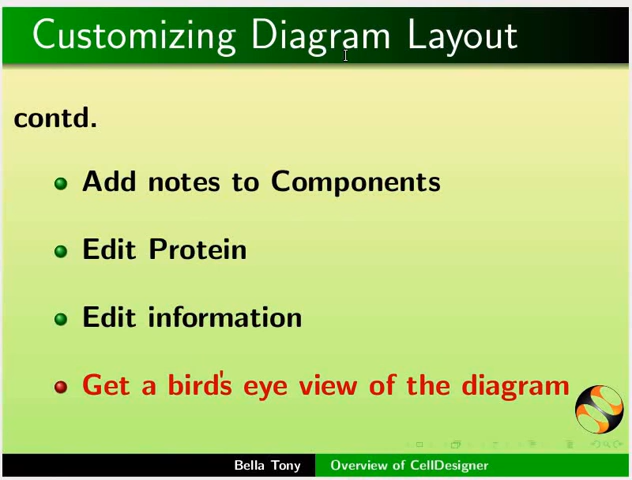 Customizing Diagram Layout
contd.
Add notes to Components
Edit Protein
Edit information
Get a bird's eye view of the diagram
Bella Tony
Overview of CellDesigner